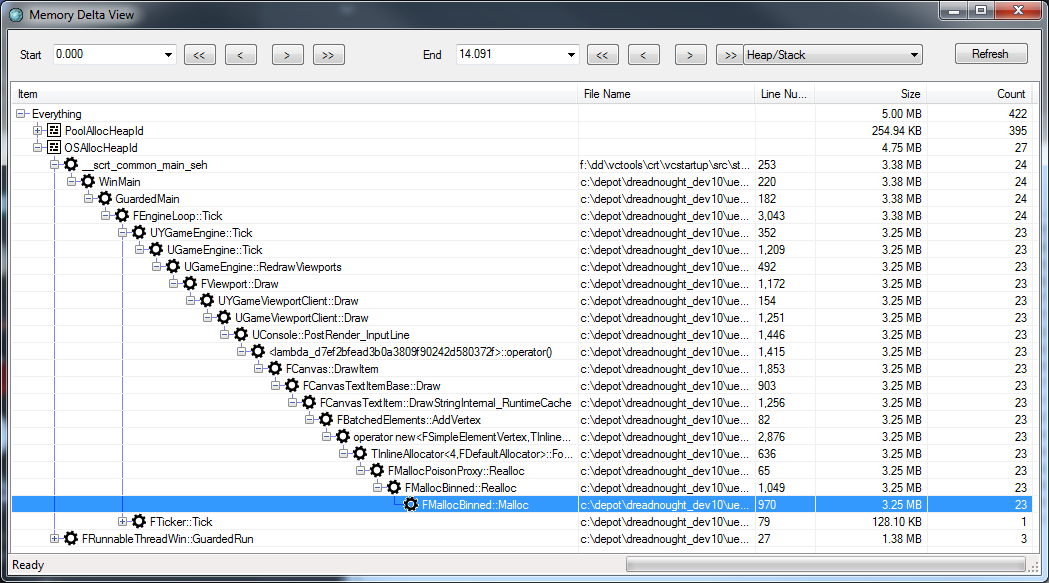 Memory Delta View
Start 0.000 << < > >> End 14.091 << < > >> Heap/Stack Refresh
Item File Name Line Nu... Size Count
Everything 5.00 MB 422
PoolAllocHeapId 254.94 KB 395
OSAllocHeapId 4.75 MB 27
__scrt_common_main_seh f:\dd\vctools\crt\vcstartup\src\st... 253 3.38 MB 24
WinMain c:\depot\dreadnought_dev10\ue... 220 3.38 MB 24
GuardedMain c:\depot\dreadnought_dev10\ue... 182 3.38 MB 24
FEngineLoop::Tick c:\depot\dreadnought_dev10\ue... 3,043 3.38 MB 24
UYGameEngine::Tick c:\depot\dreadnought_dev10\ue... 352 3.25 MB 23
UGameEngine::Tick c:\depot\dreadnought_dev10\ue... 1,209 3.25 MB 23
UGameEngine::RedrawViewports c:\depot\dreadnought_dev10\ue... 492 3.25 MB 23
FViewport::Draw c:\depot\dreadnought_dev10\ue... 1,172 3.25 MB 23
UYGameViewportClient::Draw c:\depot\dreadnought_dev10\ue... 154 3.25 MB 23
UGameViewportClient::Draw c:\depot\dreadnought_dev10\ue... 1,251 3.25 MB 23
UConsole::PostRender_InputLine c:\depot\dreadnought_dev10\ue... 1,446 3.25 MB 23
<lambda_d7ef2bfead3b0a3809f90242d580372f>::operator() c:\depot\dreadnought_dev10\ue... 1,415 3.25 MB 23
FCanvas::DrawItem c:\depot\dreadnought_dev10\ue... 1,853 3.25 MB 23
FCanvasTextItemBase::Draw c:\depot\dreadnought_dev10\ue... 903 3.25 MB 23
FCanvasTextItem::DrawStringInternal_RuntimeCache c:\depot\dreadnought_dev10\ue... 1,256 3.25 MB 23
FBatchedElements::AddVertex c:\depot\dreadnought_dev10\ue... 82 3.25 MB 23
operator new<FSimpleElementVertex,TInline... c:\depot\dreadnought_dev10\ue... 2,876 3.25 MB 23
TInlineAllocator<4,FDefaultAllocator>::Fo... c:\depot\dreadnought_dev10\ue... 636 3.25 MB 23
FMallocPoisonProxy::Realloc c:\depot\dreadnought_dev10\ue... 65 3.25 MB 23
FMallocBinned::Realloc c:\depot\dreadnought_dev10\ue... 1,049 3.25 MB 23
FMallocBinned::Malloc c:\depot\dreadnought_dev10\ue... 970 3.25 MB 23
FTicker::Tick c:\depot\dreadnought_dev10\ue... 79 128.10 KB 1
FRunnableThreadWin::GuardedRun c:\depot\dreadnought_dev10\ue... 27 1.38 MB 3
Ready